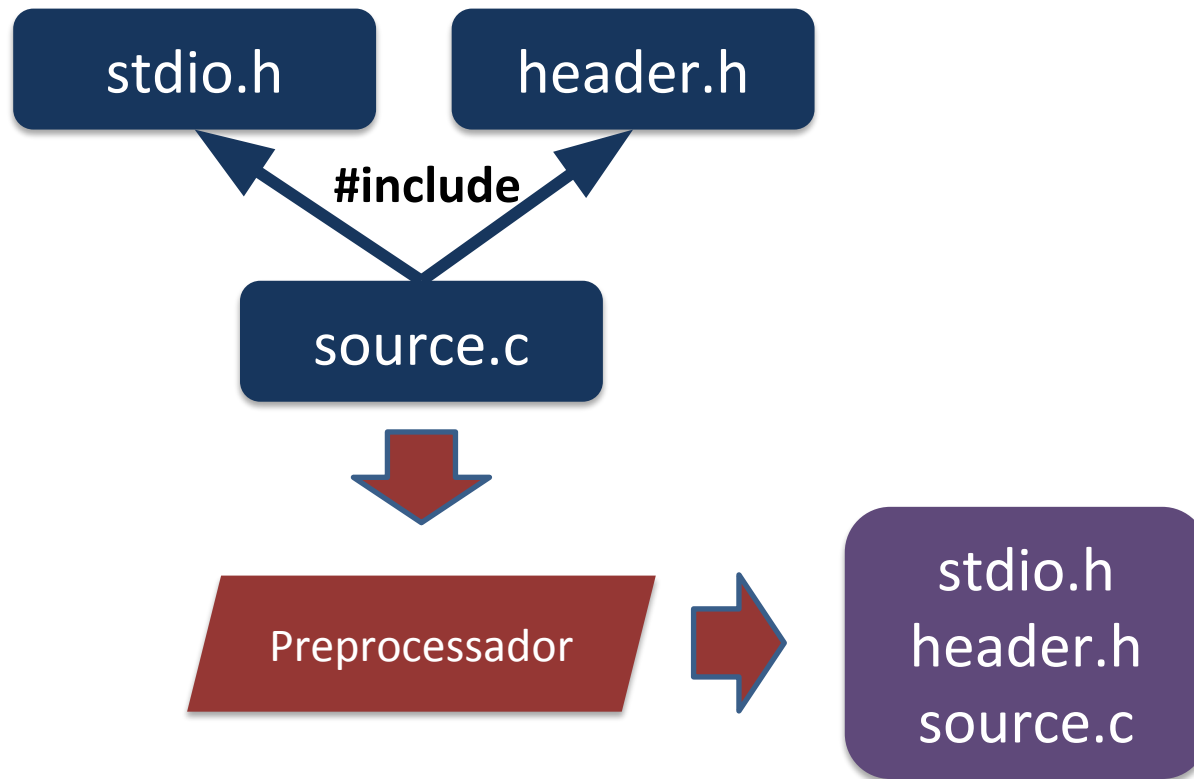 stdio.h
header.h
#include
source.c
Preprocessador
stdio.h
header.h
source.c